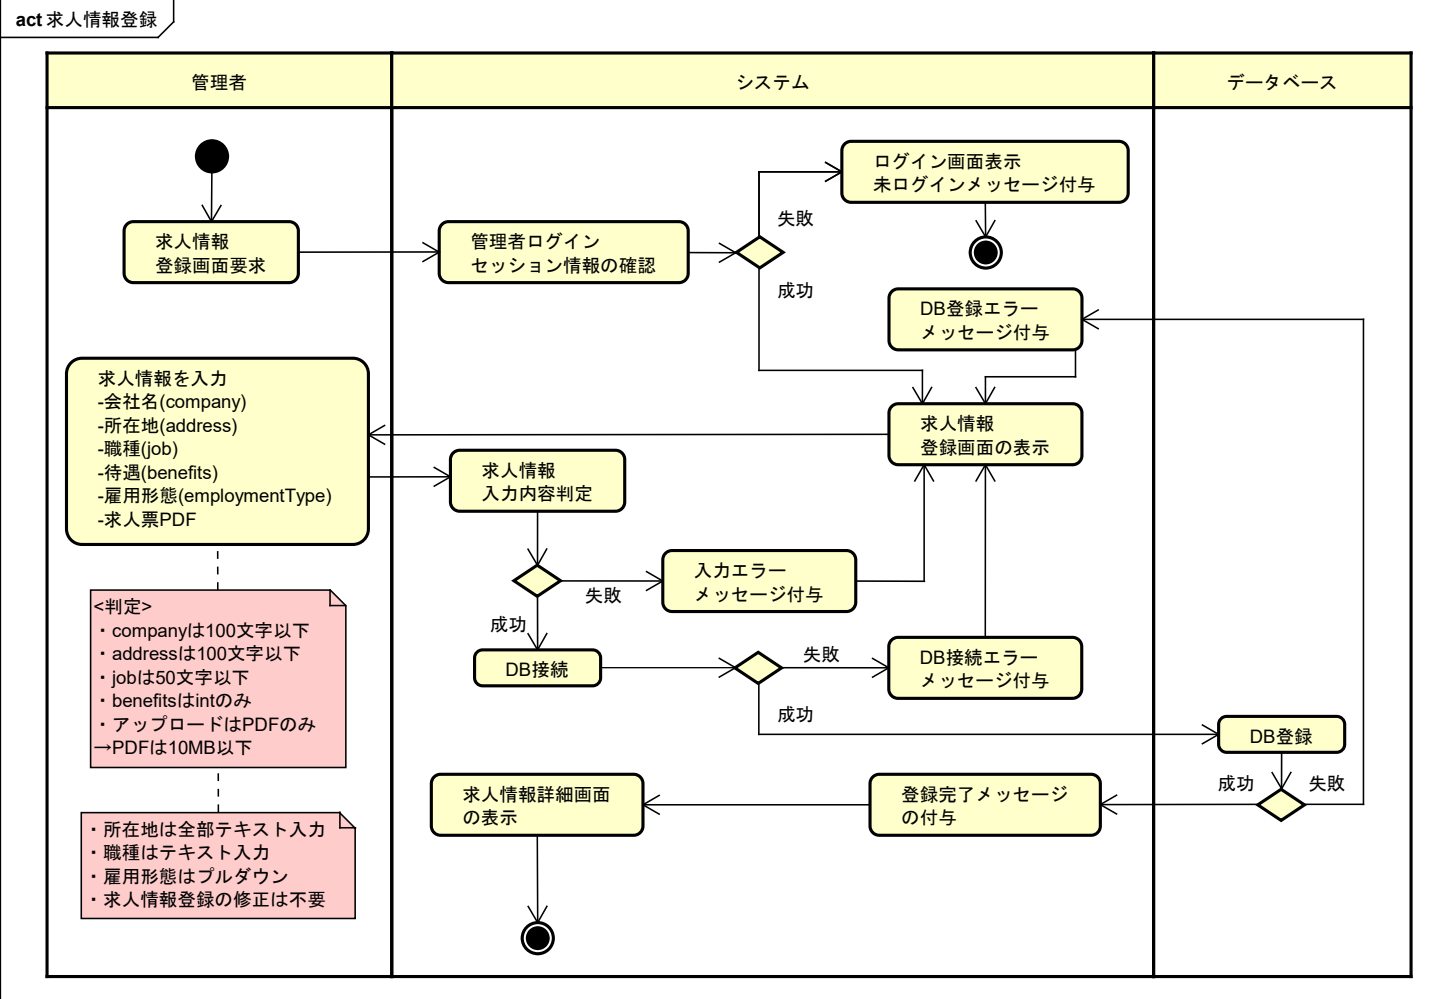 act 求人情報登録
管理者
システム
データベース
求人情報
登録画面要求
管理者ログイン
セッション情報の確認
失敗
成功
ログイン画面表示
未ログインメッセージ付与
DB登録エラー
メッセージ付与
求人情報
登録画面の表示
求人情報を入力
-会社名(company)
-所在地(address)
-職種(job)
-待遇(benefits)
-雇用形態(employmentType)
-求人票PDF
求人情報
入力内容判定
失敗
成功
入力エラー
メッセージ付与
<判定>
・companyは100文字以下
・addressは100文字以下
・jobは50文字以下
・benefitsはintのみ
・アップロードはPDFのみ
→PDFは10MB以下
DB接続
失敗
成功
DB接続エラー
メッセージ付与
DB登録
成功
失敗
登録完了メッセージ
の付与
求人情報詳細画面
の表示
・所在地は全部テキスト入力
・職種はテキスト入力
・雇用形態はプルダウン
・求人情報登録の修正は不要